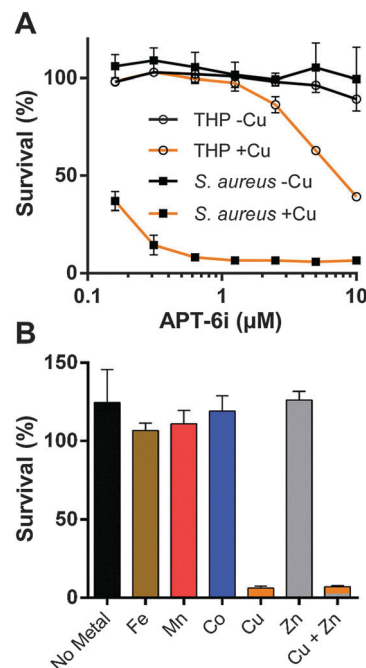 A
Survival (%)
100
50
0
THP -Cu
THP +Cu
S. aureus -Cu
S. aureus +Cu
0.1
1
10
APT-6i (µM)
B
Survival (%)
150
100
50
0
No Metal
Fe
Mn
Co
Cu
Zn
Cu + Zn